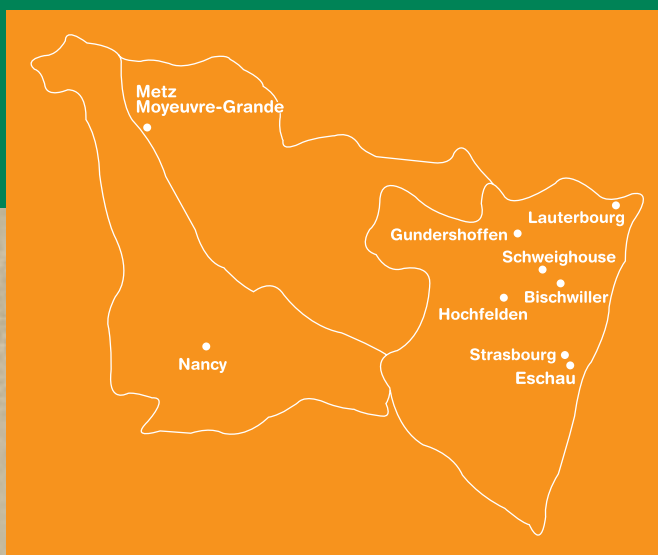 Metz
Moyeuvre-Grande
Lauterbourg
Gundershoffen
Schweighouse
Bischwiller
Hochfelden
Strasbourg
Nancy
Eschau